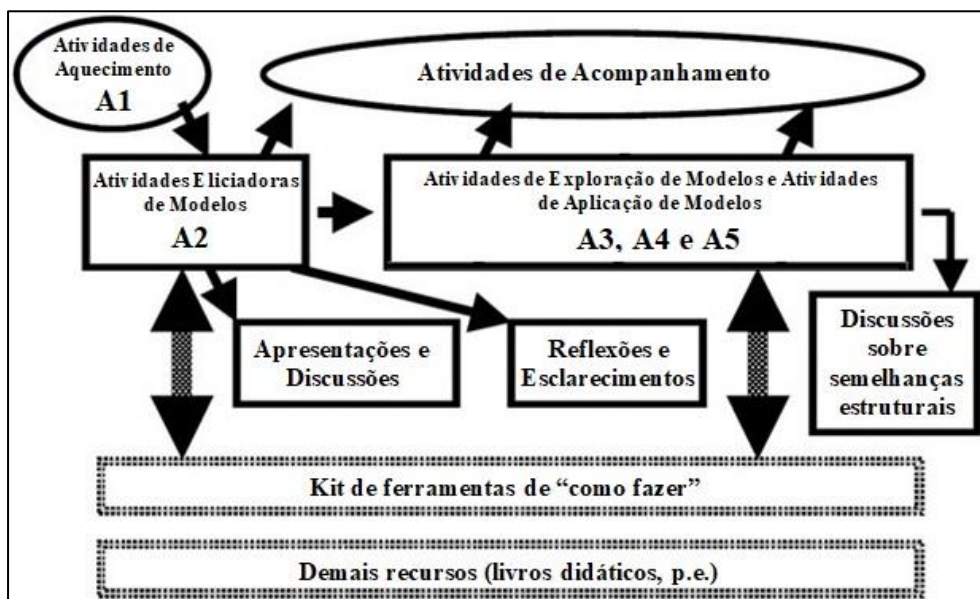 Atividades de
Aquecimento
A1
Atividades de Acompanhamento
Atividades Eliciadoras
de Modelos
A2
Atividades de Exploração de Modelos e Atividades
de Aplicação de Modelos
A3, A4 e A5
Apresentações e
Discussões
Reflexões e
Esclarecimentos
Discussões
sobre
semelhanças
estruturais
Kit de ferramentas de “como fazer”
Demais recursos (livros didáticos, p.e.)